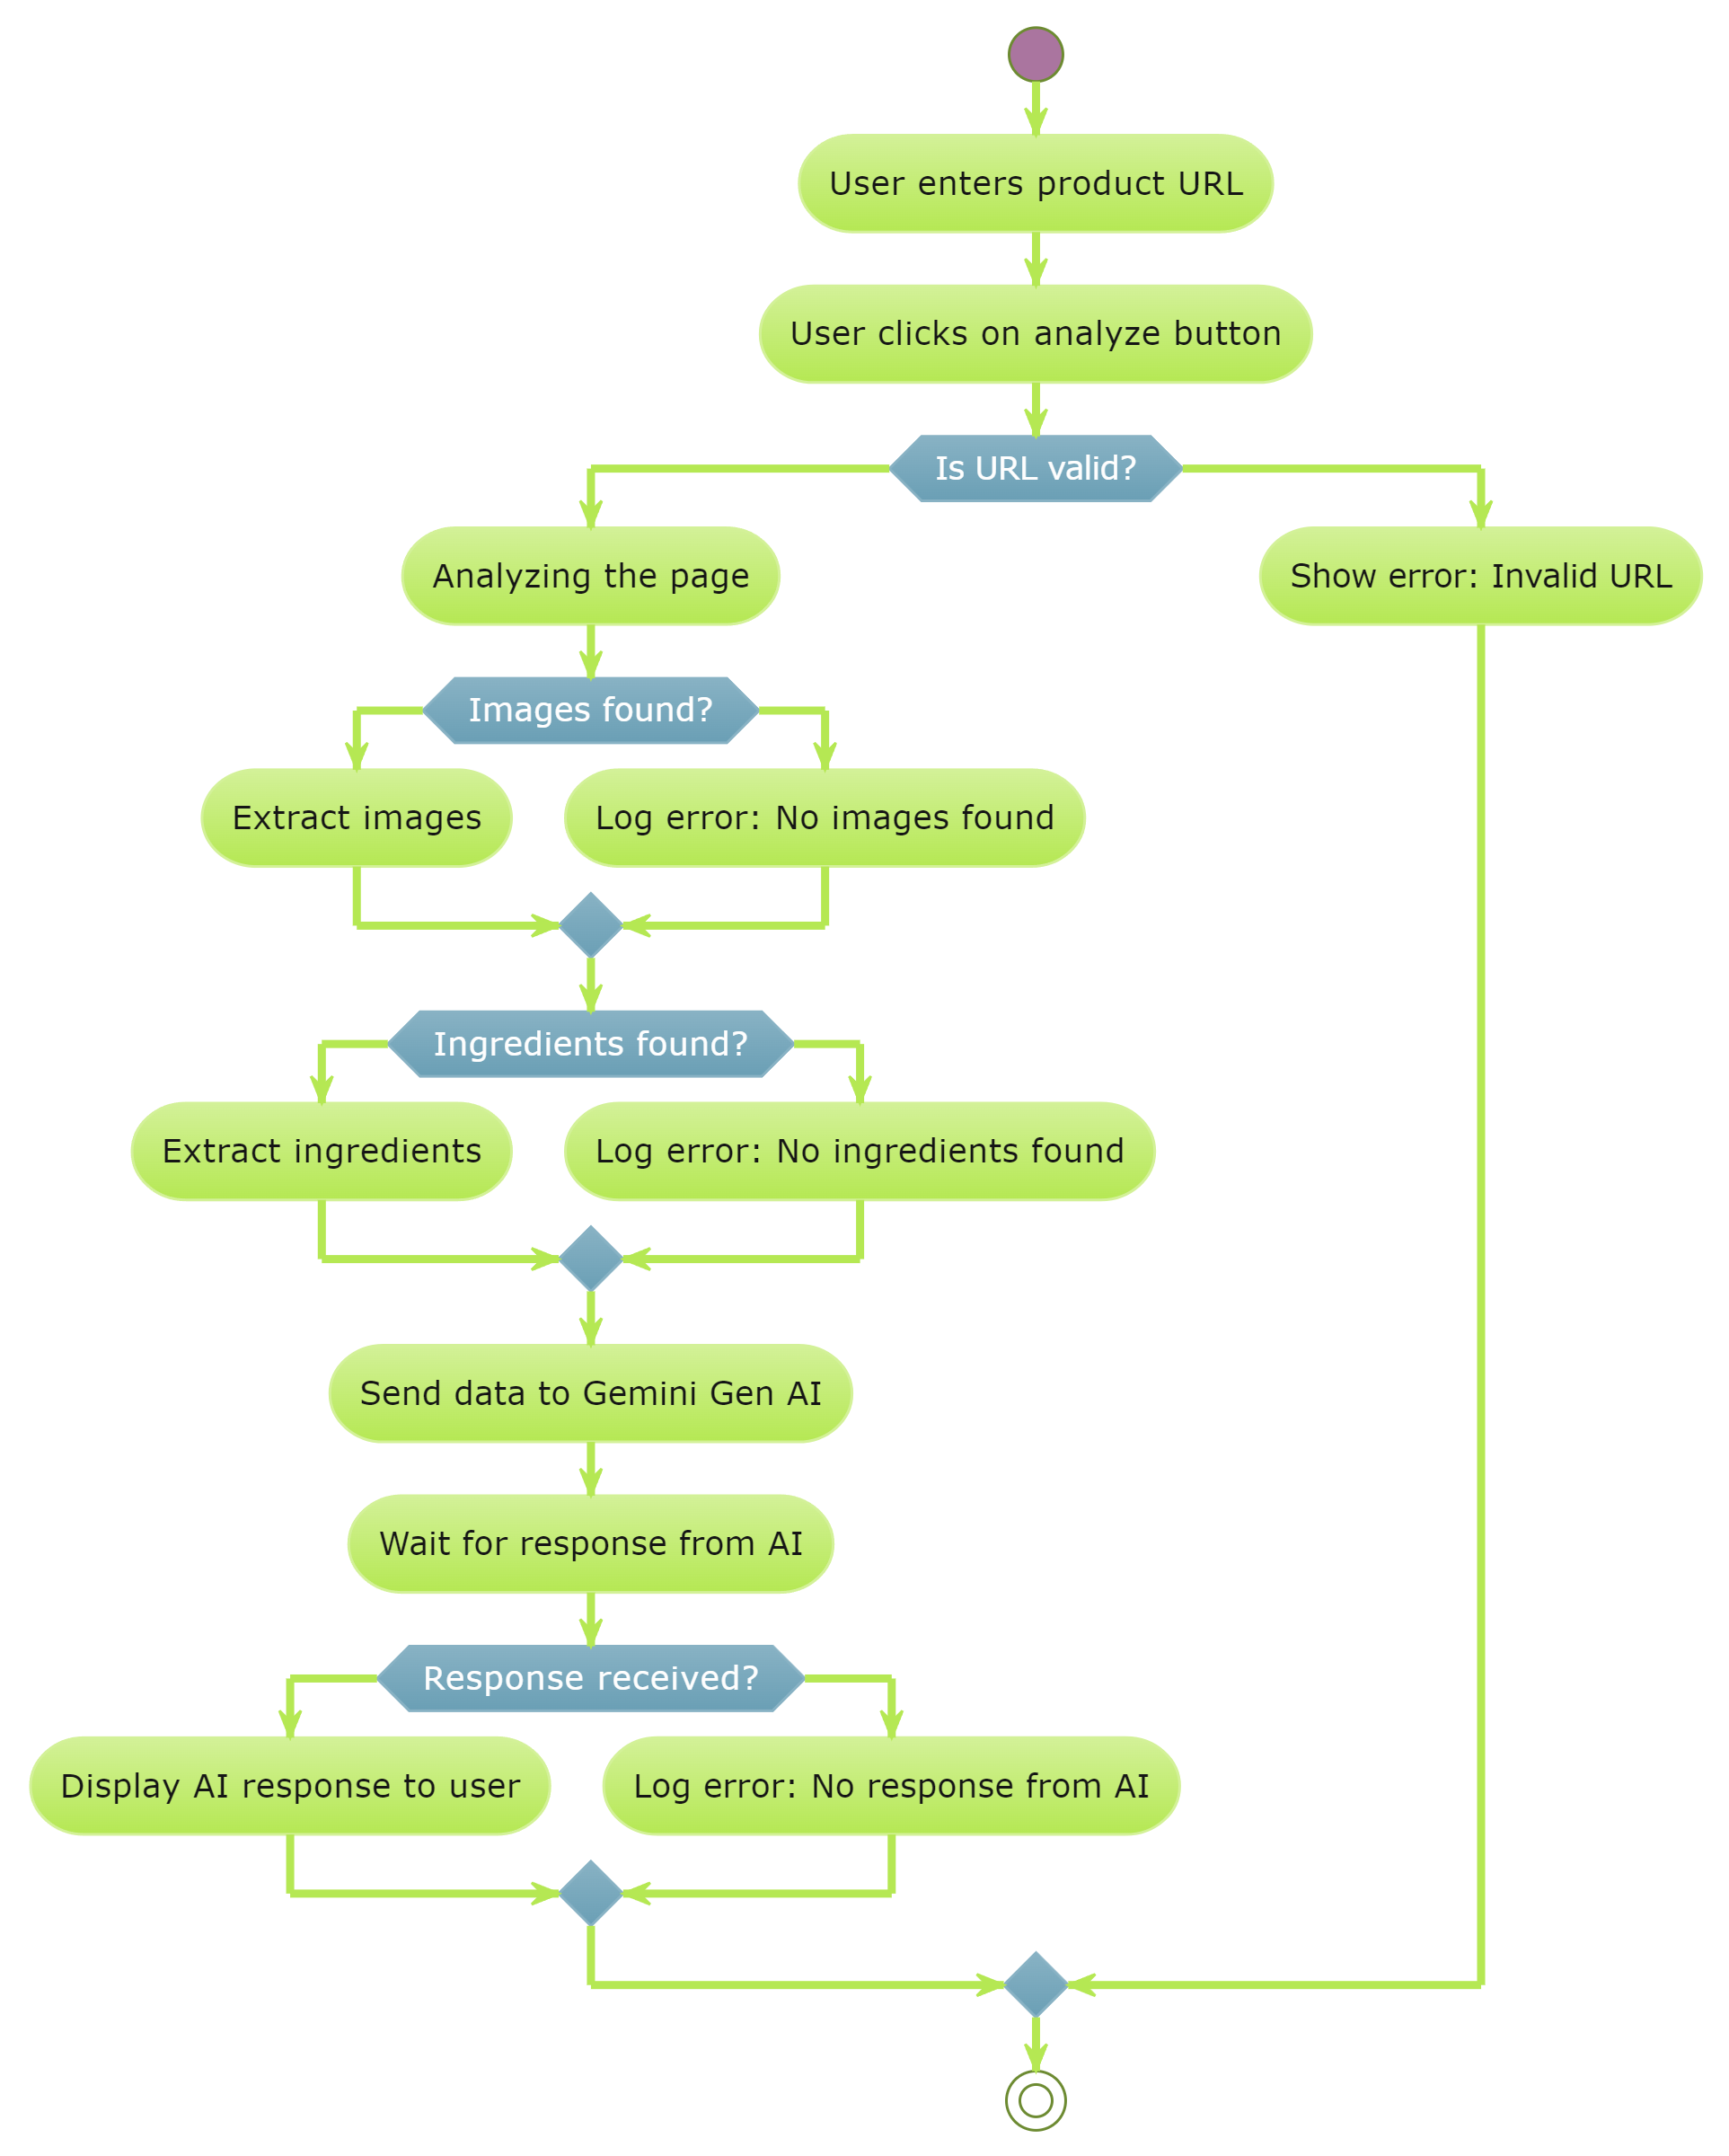 User enters product URL
User clicks on analyze button
Is URL valid?
Analyzing the page
Show error: Invalid URL
Images found?
Extract images
Log error: No images found
Ingredients found?
Extract ingredients
Log error: No ingredients found
Send data to Gemini Gen AI
Wait for response from AI
Response received?
Display AI response to user
Log error: No response from AI